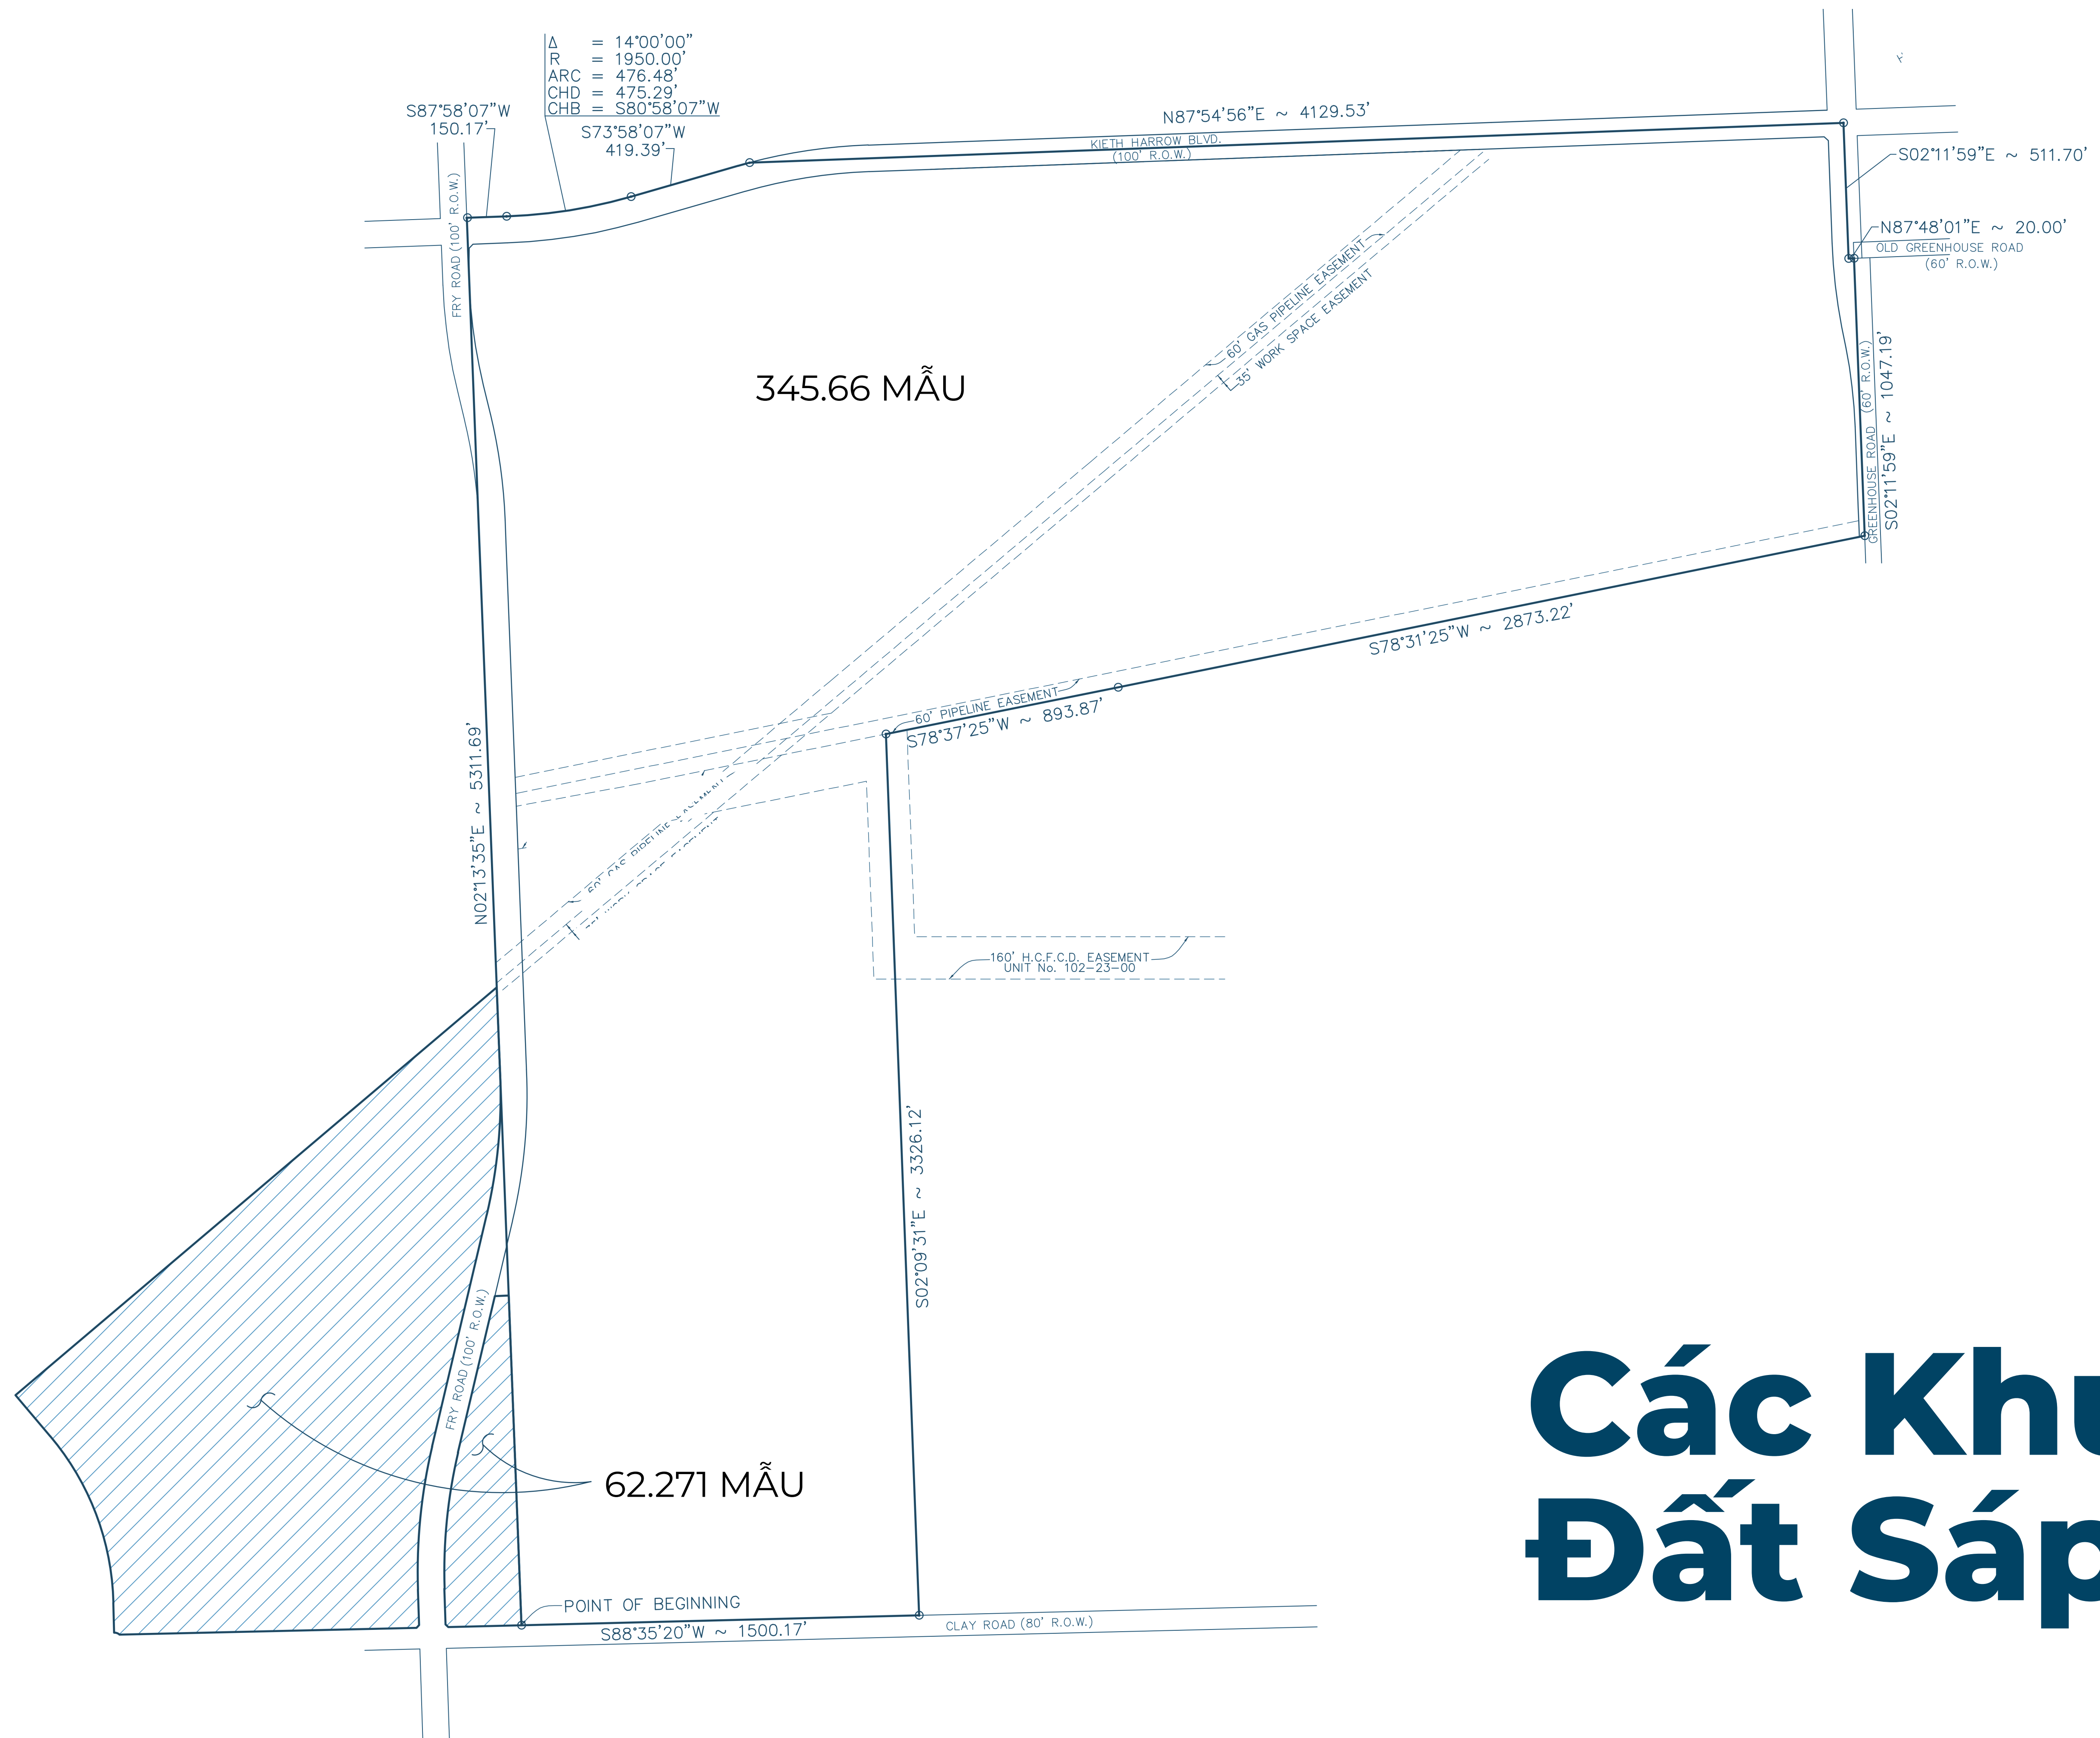 Δ = 14°00'00”
R = 1950.00'
ARC = 476.48'
CHD = 475.29'
CHB = S80°58'07”W
S87°58'07”W
150.17'
S73°58'07”W
419.39'
N87°54'56”E ~ 4129.53'
KIETH HARROW BLVD.
(100' R.O.W.)
S02°11'59”E ~ 511.70'
N87°48'01”E ~ 20.00'
OLD GREENHOUSE ROAD
(60' R.O.W.)
FRY ROAD (100' R.O.W.)
60' GAS PIPELINE EASEMENT
35' WORK SPACE EASEMENT
345.66 MẪU
GREENHOUSE ROAD (60' R.O.W.)
S02°11'59”E ~ 1047.19'
S78°31'25”W ~ 2873.22'
60' PIPELINE EASEMENT
S78°37'25”W ~ 893.87'
N02°13'35”E ~ 5311.69'
60' GAS PIPELINE EASEMENT
160' H.C.F.C.D. EASEMENT
UNIT No. 102-23-00
S02°09'31”E ~ 3326.12'
FRY ROAD (100' R.O.W.)
62.271 MẪU
POINT OF BEGINNING
S88°35'20”W ~ 1500.17'
CLAY ROAD (80' R.O.W.)
Các Khu
Đất Sáp